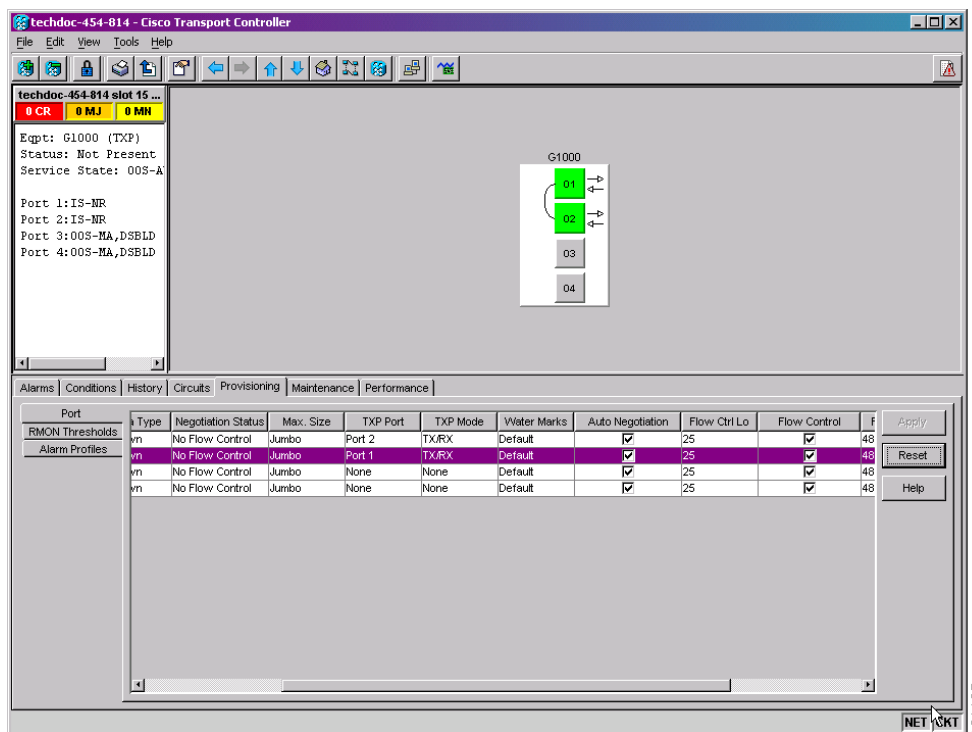 techdoc-454-814 - Cisco Transport Controller
File Edit View Tools Help
techdoc-454-814 slot 15 ...
0 CR 0 MJ 0 MN
Eqpt: G1000 (TXP)
Status: Not Present
Service State: OOS-A
Port 1:IS-NR
Port 2:IS-NR
Port 3:OOS-MA,DSBLD
Port 4:OOS-MA,DSBLD
G1000
01
02
03
04
Alarms Conditions History Circuits Provisioning Maintenance Performance
Port
RMON Thresholds
Alarm Profiles
Type Negotiation Status Max. Size TXP Port TXP Mode Water Marks Auto Negotiation Flow Ctrl Lo Flow Control F
wn No Flow Control Jumbo Port 2 TX/RX Default 25 48
wn No Flow Control Jumbo Port 1 TX/RX Default 25 48
wn No Flow Control Jumbo None None Default 25 48
wn No Flow Control Jumbo None None Default 25 48
Apply
Reset
Help
NET CKT